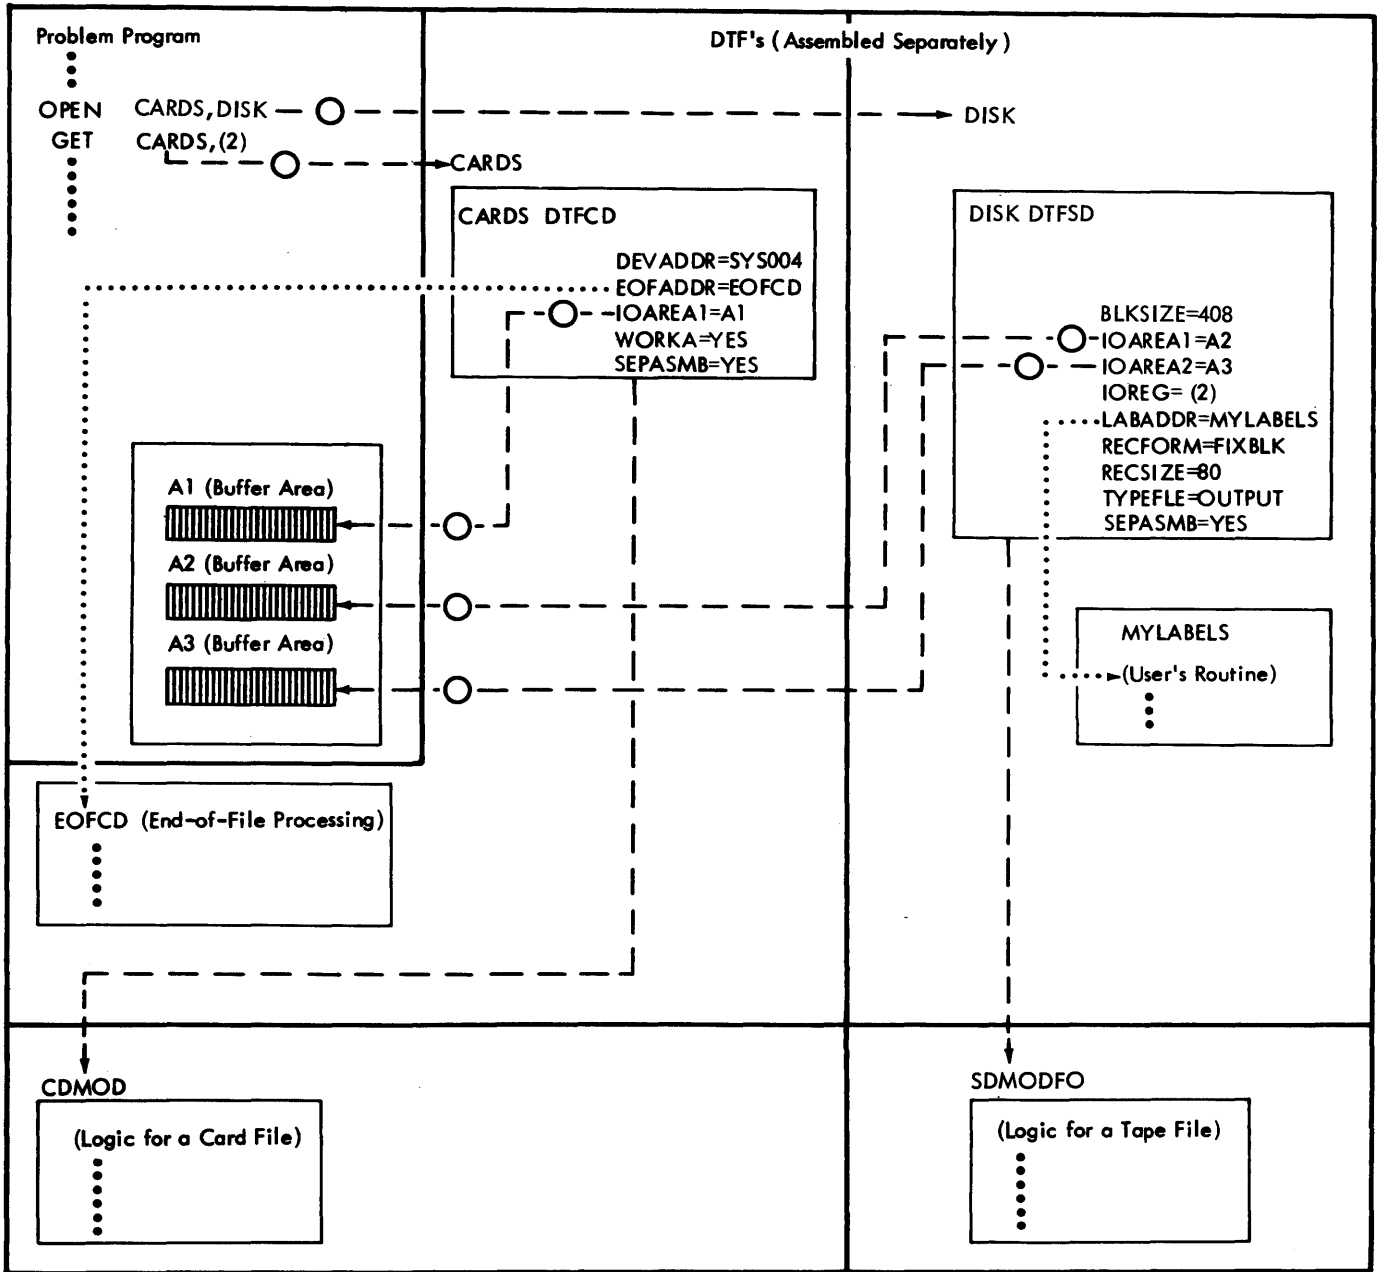 Problem Program
DTF's (Assembled Separately)
OPEN CARDS,DISK
DISK
GET CARDS,(2)
CARDS
CARDS DTFCD
DEVADDR=SYS004
EOFADDR=EOFCD
IOAREA1=A1
WORKA=YES
SEPASMB=YES
DISK DTFSD
BLKSIZE=408
IOAREA1=A2
IOAREA2=A3
IOREG= (2)
LABADDR=MYLABELS
RECFORM=FIXBLK
RECSIZE=80
TYPEFLE=OUTPUT
SEPASMB=YES
A1 (Buffer Area)
A2 (Buffer Area)
A3 (Buffer Area)
MYLABELS
(User's Routine)
EOFCD (End-of-File Processing)
CDMOD
(Logic for a Card File)
SDMODFO
(Logic for a Tape File)